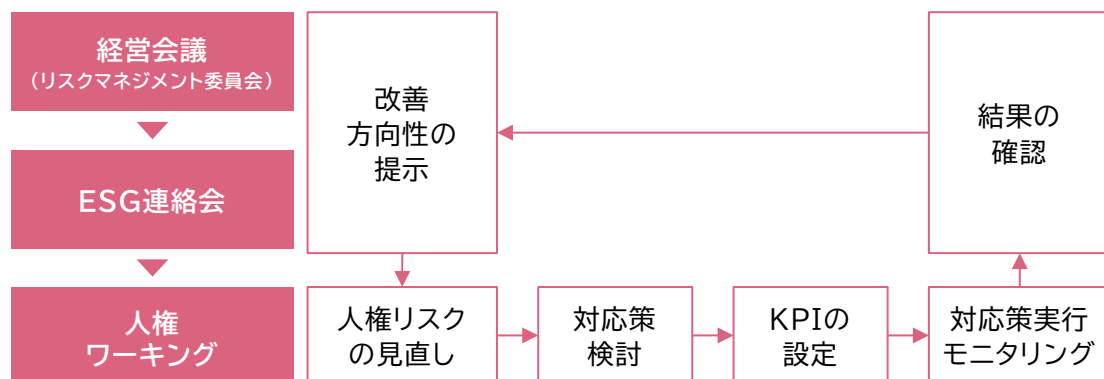 経営会議
（リスクマネジメント委員会）
ESG連絡会
人権
ワーキング
改善
方向性の
提示
結果の
確認
人権リスク
の見直し
対応策
検討
KPIの
設定
対応策実行
モニタリング